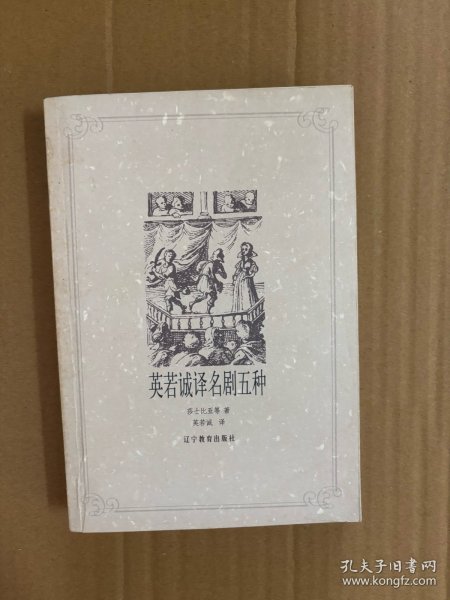 英若诚译名剧五种
莎士比亚等 著
英若诚 译
辽宁教育出版社
孔夫子旧书网
www.kongfz.com